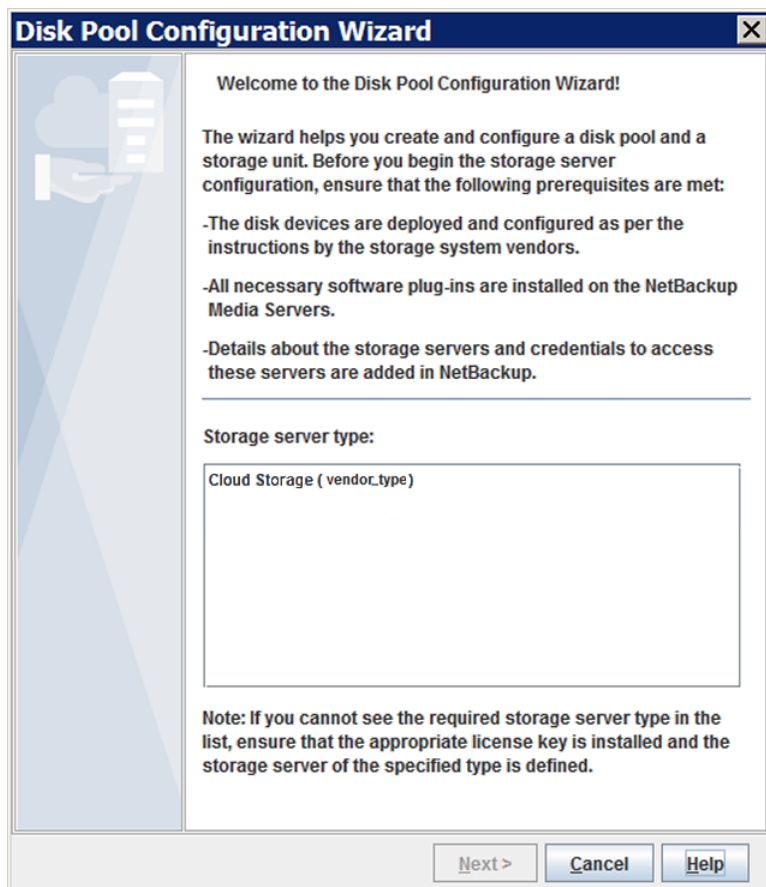 Disk Pool Configuration Wizard
Welcome to the Disk Pool Configuration Wizard!
The wizard helps you create and configure a disk pool and a
storage unit. Before you begin the storage server
configuration, ensure that the following prerequisites are met:
-The disk devices are deployed and configured as per the
instructions by the storage system vendors.
-All necessary software plug-ins are installed on the NetBackup
Media Servers.
-Details about the storage servers and credentials to access
these servers are added in NetBackup.
Storage server type:
Cloud Storage ( vendor_type)
Note: If you cannot see the required storage server type in the
list, ensure that the appropriate license key is installed and the
storage server of the specified type is defined.
Next >
Cancel
Help